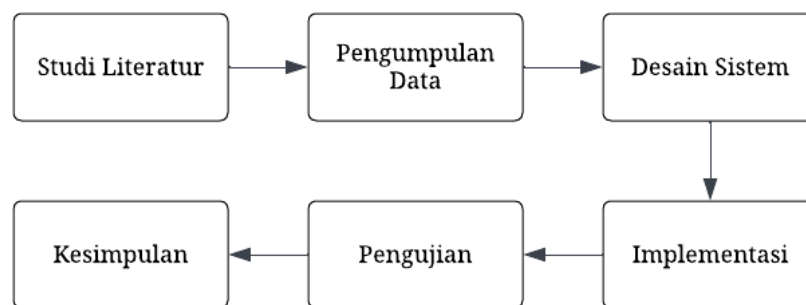 Studi Literatur
Pengumpulan
Data
Desain Sistem
Implementasi
Pengujian
Kesimpulan